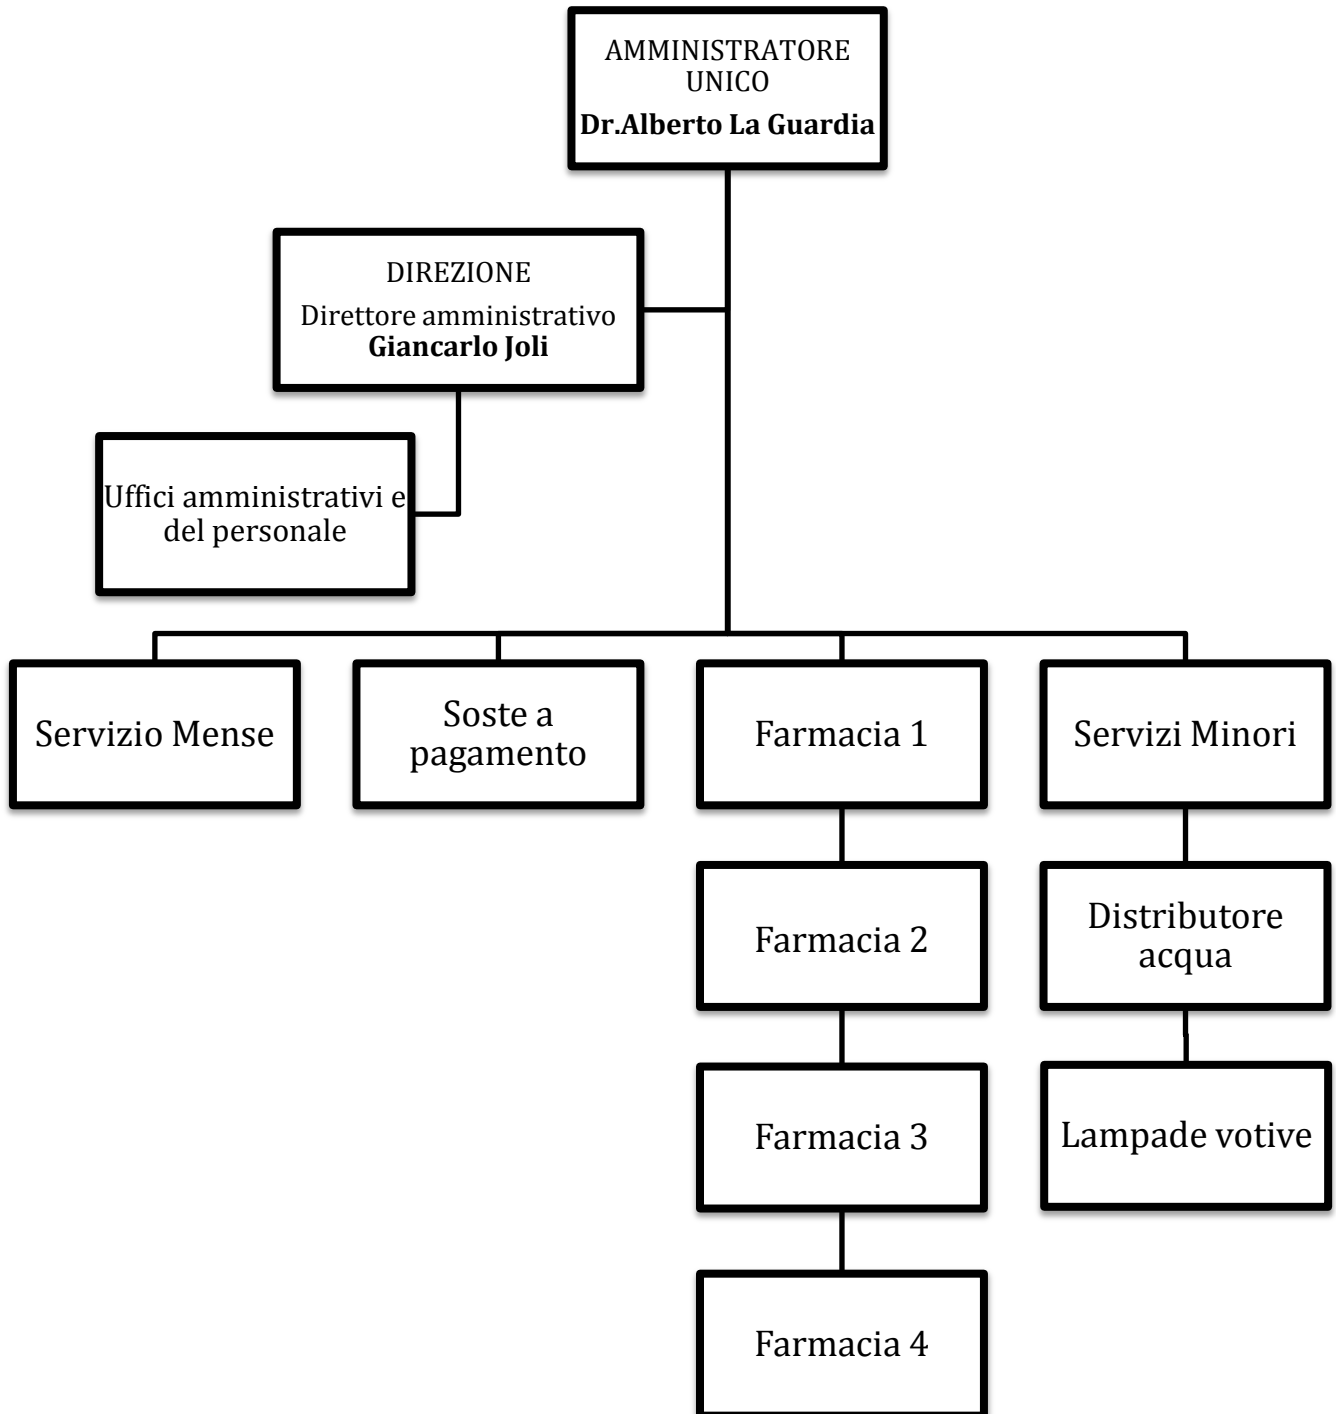 AMMINISTRATORE
UNICO
Dr.Alberto La Guardia
DIREZIONE
Direttore amministrativo
Giancarlo Joli
Uffici amministrativi e
del personale
Servizio Mense
Soste a
pagamento
Farmacia 1
Servizi Minori
Farmacia 2
Distributore
acqua
Farmacia 3
Lampade votive
Farmacia 4